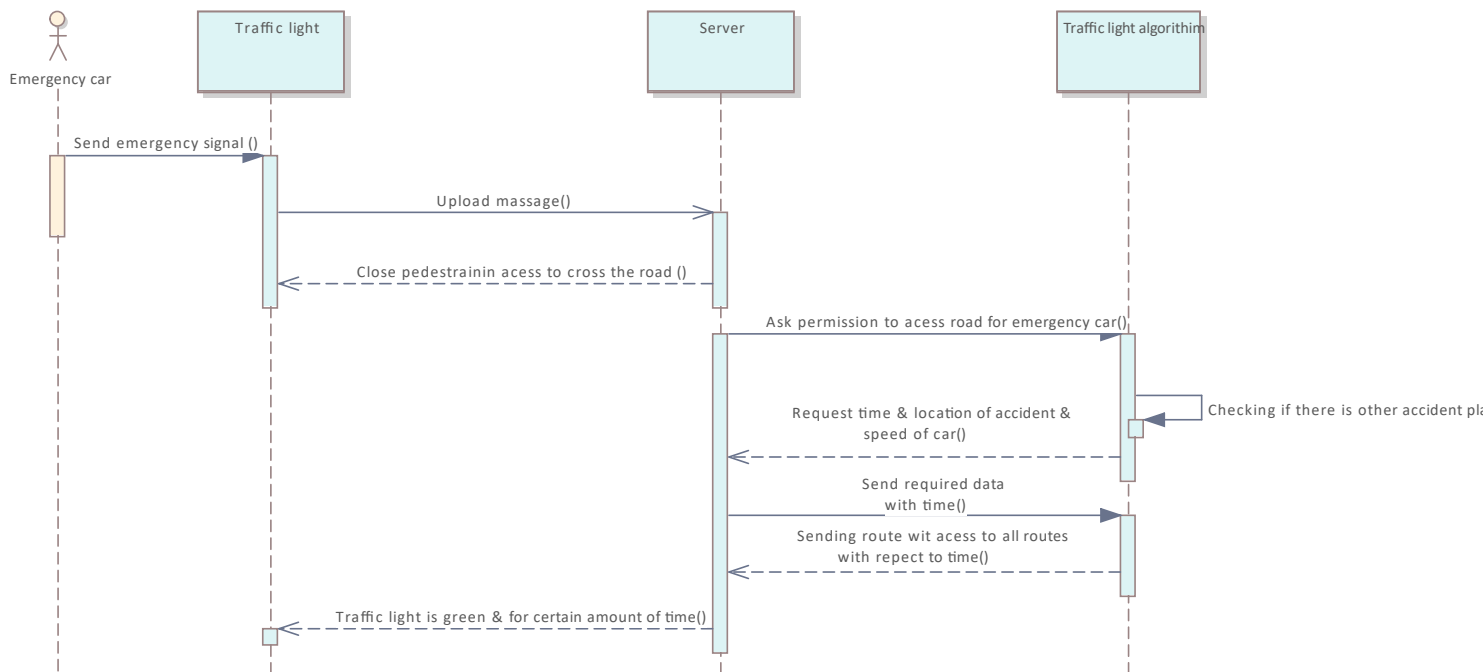 Traffic light
Server
Traffic light algorithim
Emergency car
Send emergency signal ()
Upload massage()
Close pedestrainin acess to cross the road ()
Ask permission to acess road for emergency car()
Checking if there is other accident
Request time & location of accident &
speed of car()
Send required data
with time()
Sending route wit acess to all routes
with repect to time()
Traffic light is green & for certain amount of time()